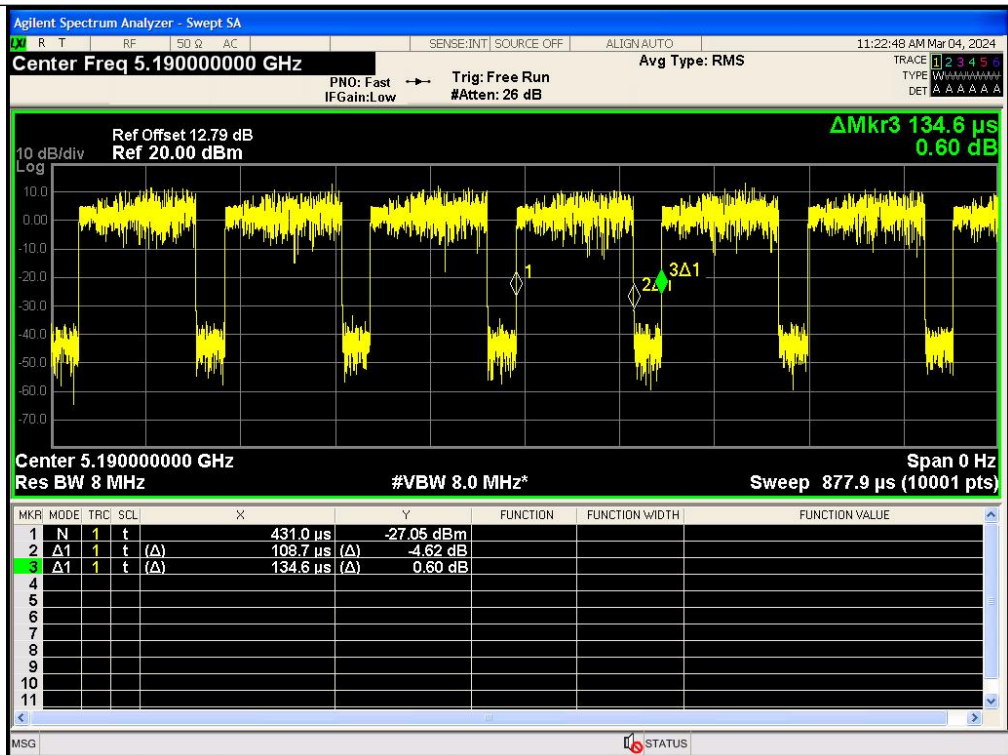 Agilent Spectrum Analyzer - Swept SA
LXI R T RF 50 Ω AC SENSE:INT SOURCE OFF ALIGN AUTO 11:22:48 AM Mar 04, 2024
Center Freq 5.190000000 GHz Avg Type: RMS TRACE 1 2 3 4 5 6
PNO: Fast Trig: Free Run TYPE W
IFGain:Low #Atten: 26 dB DET A A A A A A
ΔMkr3 134.6 µs
Ref Offset 12.79 dB
10 dB/div Ref 20.00 dBm 0.60 dB
Log
10.0
0.00
-10.0
-20.0
-30.0
-40.0
-50.0
-60.0
-70.0
1
2Δ1
3Δ1
Center 5.190000000 GHz Span 0 Hz
Res BW 8 MHz #VBW 8.0 MHz* Sweep 877.9 µs (10001 pts)
MKR MODE TRC SCL X Y FUNCTION FUNCTION WIDTH FUNCTION VALUE
1 N 1 t 431.0 µs -27.05 dBm
2 Δ1 1 t (Δ) 108.7 µs (Δ) -4.62 dB
3 Δ1 1 t (Δ) 134.6 µs (Δ) 0.60 dB
4
5
6
7
8
9
10
11
MSG STATUS